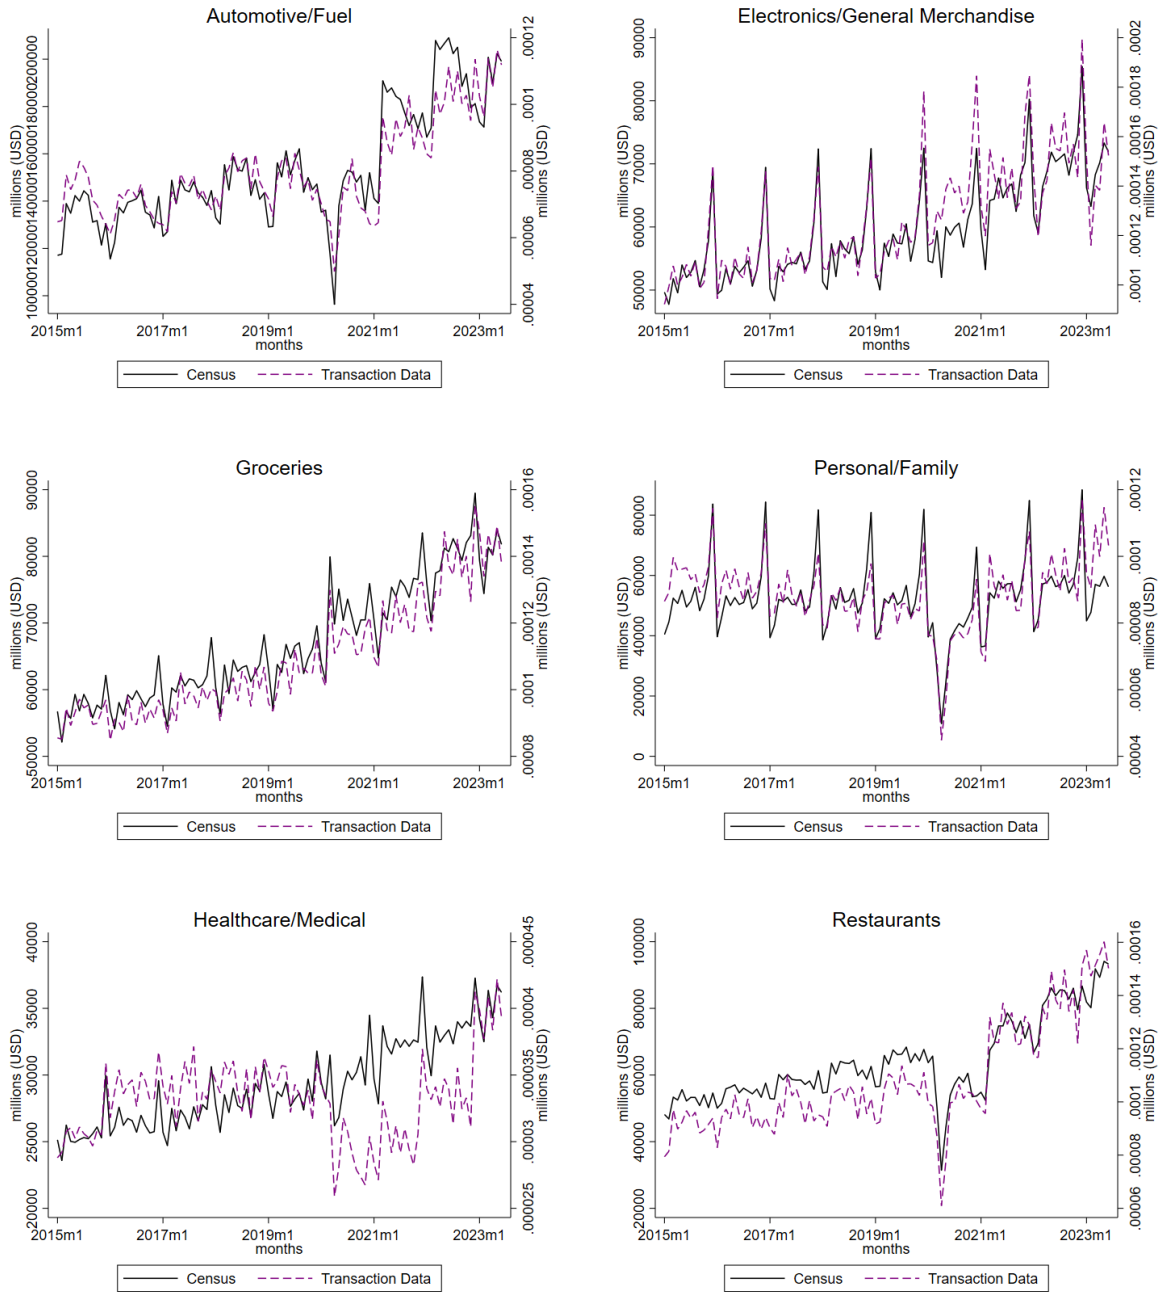 Automotive/Fuel
millions (USD)
100000 120000 140000 160000 180000 200000
.00004 .00006 .00008 .0001 .00012
millions (USD)
2015m1 2017m1 2019m1 2021m1 2023m1
months
Census Transaction Data
Electronics/General Merchandise
millions (USD)
50000 60000 70000 80000 90000
.0001 .00012 .00014 .00016 .00018 .0002
millions (USD)
2015m1 2017m1 2019m1 2021m1 2023m1
months
Census Transaction Data
Groceries
millions (USD)
50000 60000 70000 80000 90000
.00008 .0001 .00012 .00014 .00016
millions (USD)
2015m1 2017m1 2019m1 2021m1 2023m1
months
Census Transaction Data
Personal/Family
millions (USD)
0 20000 40000 60000 80000
.00004 .00006 .00008 .0001 .00012
millions (USD)
2015m1 2017m1 2019m1 2021m1 2023m1
months
Census Transaction Data
Healthcare/Medical
millions (USD)
20000 25000 30000 35000 40000
.000025 .00003 .000035 .00004 .000045
millions (USD)
2015m1 2017m1 2019m1 2021m1 2023m1
months
Census Transaction Data
Restaurants
millions (USD)
20000 40000 60000 80000 100000
.00006 .00008 .0001 .00012 .00014 .00016
millions (USD)
2015m1 2017m1 2019m1 2021m1 2023m1
months
Census Transaction Data